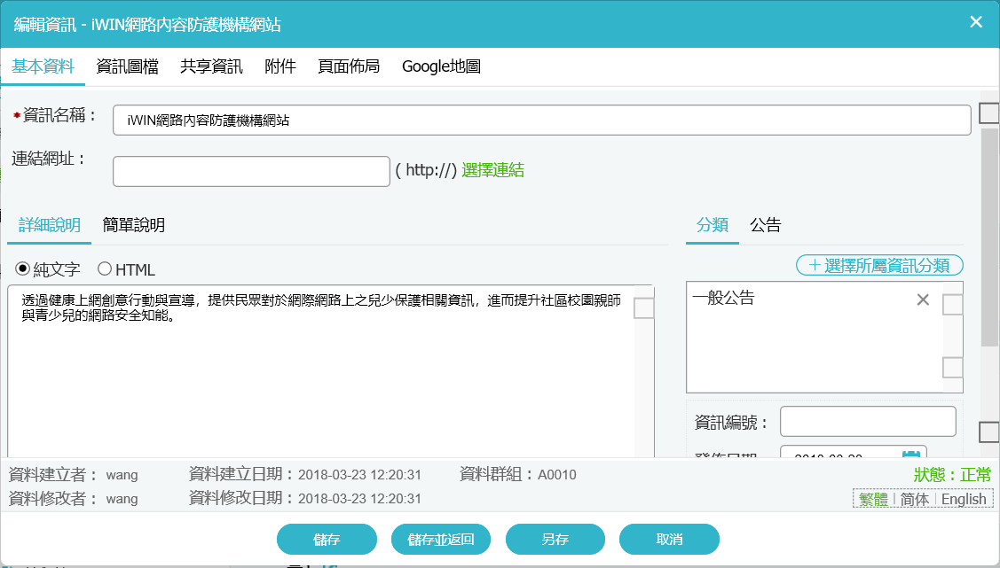 編輯資訊 - iWIN網路內容防護機構網站
基本資料 資訊圖檔 共享資訊 附件 頁面佈局 Google地圖
*資訊名稱： iWIN網路內容防護機構網站
連結網址： ( http://) 選擇連結
詳細說明 簡單說明 分類 公告
純文字 HTML ＋選擇所屬資訊分類
透過健康上網創意行動與宣導，提供民眾對於網際網路上之兒少保護相關資訊，進而提升社區校園親師
與青少兒的網路安全知能。
一般公告
資訊編號：
資料建立者： wang 資料建立日期：2018-03-23 12:20:31 資料群組：A0010 狀態：正常
資料修改者： wang 資料修改日期：2018-03-23 12:20:31 繁體 简体 English
儲存 儲存並返回 另存 取消